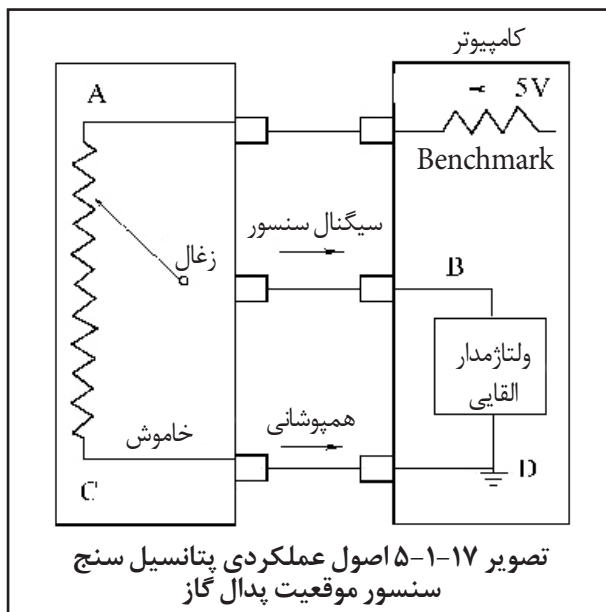 کامپیوتر
A
5V
Benchmark
سیگنال سنسور
زغال
B
ولتاژمدار
القایی
همپوشانی
خاموش
C
D
تصویر ۱۷-۱-۵ اصول عملکردی پتانسیل سنج
سنسور موقعیت پدال گاز